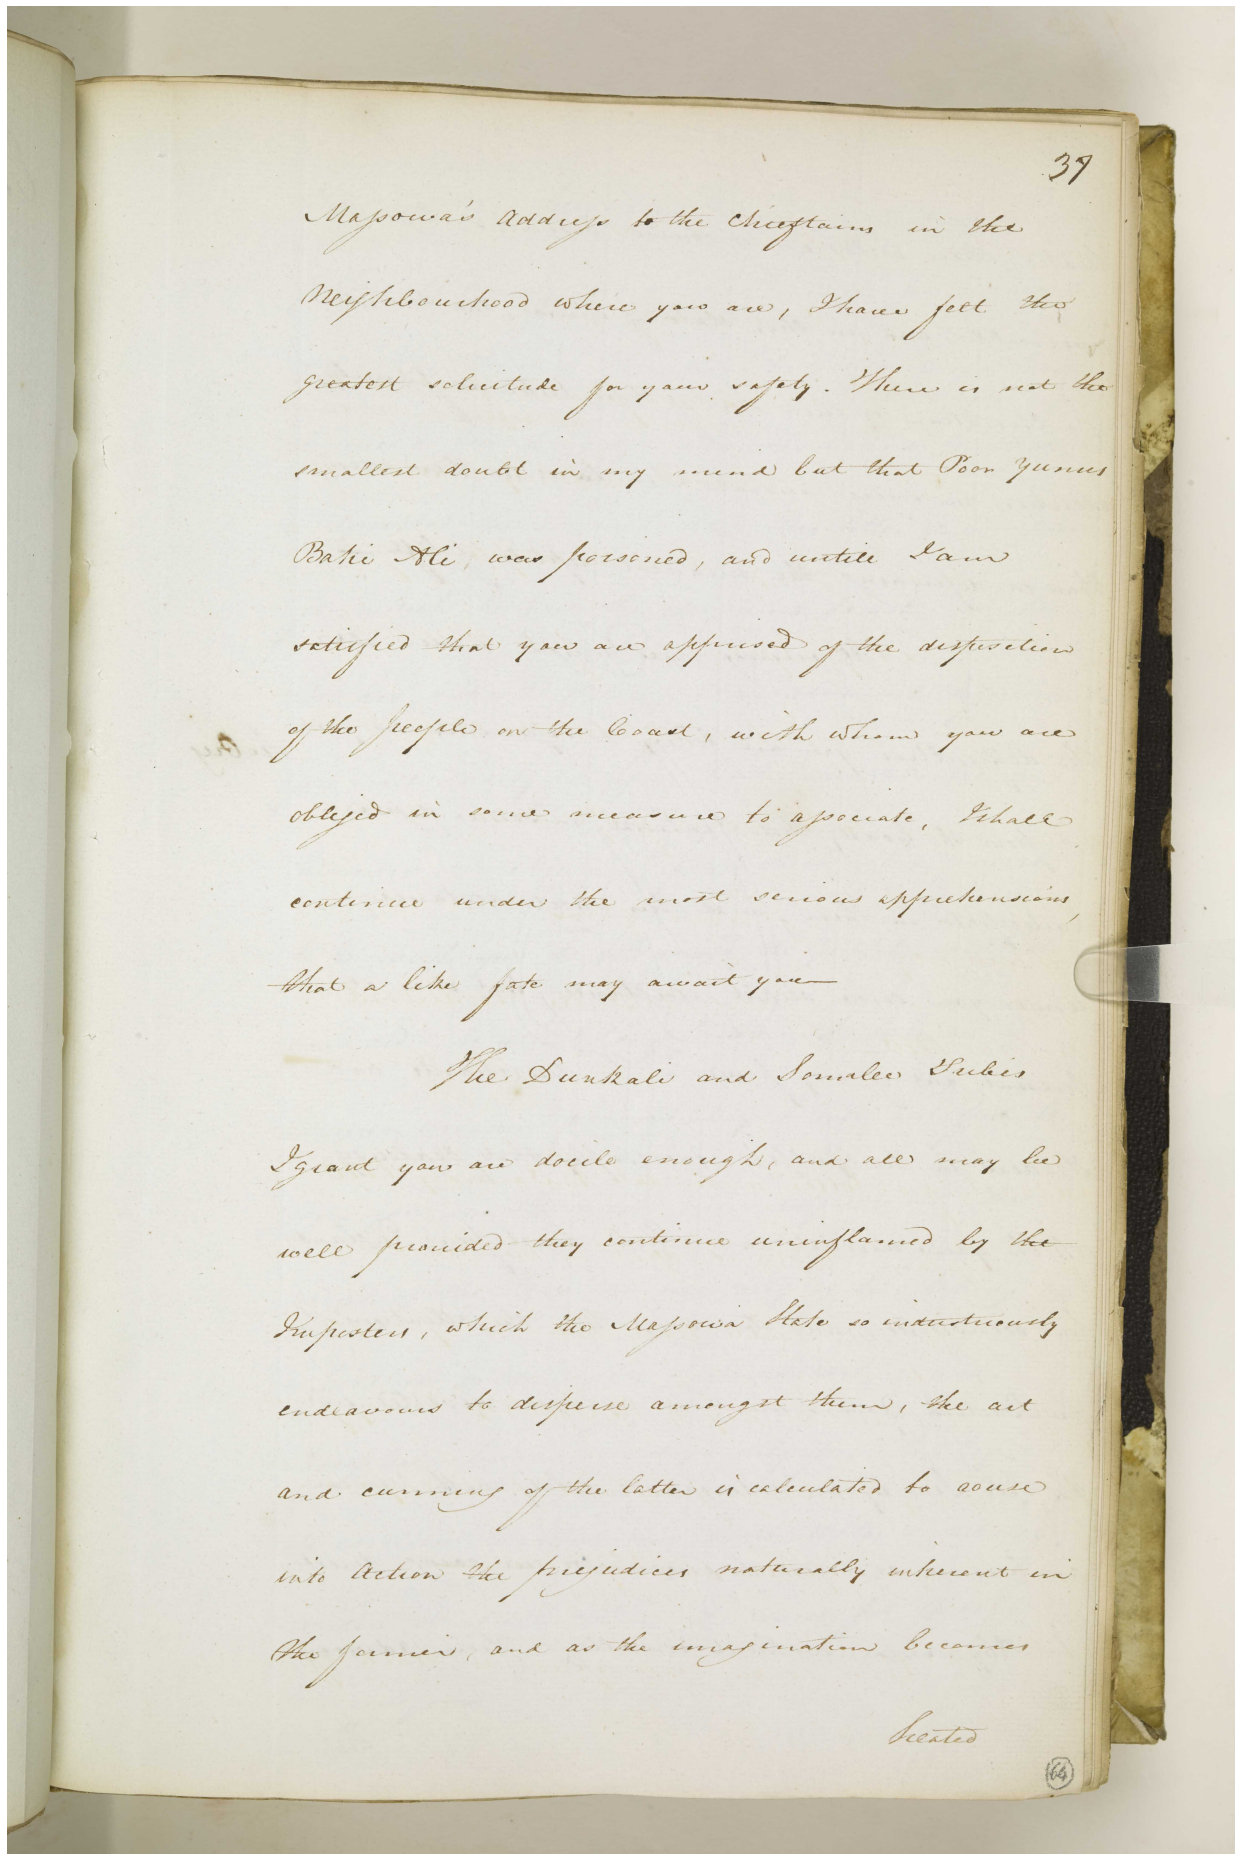 37
Massowa's Address to the Chieftains in the
Neighbourhood where you are, I have felt the
greatest solicitude for your safety. There is not the
smallest doubt in my mind but that Poor Yunus
Baki Ali, was poisoned, and untill I am
satisfied that you are apprised of the disposition
of the people on the Coast, with whom you are
obliged in some measure to associate, I shall
continue under the most serious apprehensions,
that a like fate may await you—
The Dunkali and Somalee Tribes
I grant you are docile enough, and all may be
well provided they continue uninflamed by the
Imposters, which the Massowa State so industriously
endeavours to disperse amongst them, the art
and cunning of the latter is calculated to rouse
into Action the prejudices naturally inherent in
the former, and as the imagination becomes
heated
64